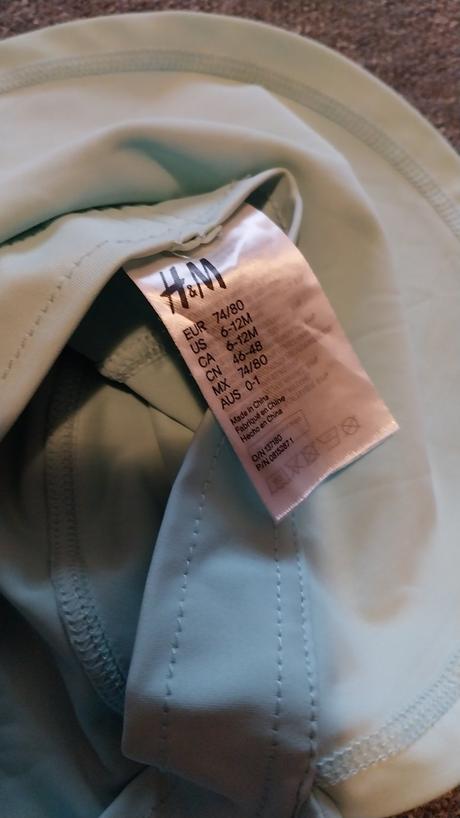 H&M
EUR 74/80
US 6-12M
CA 6-12M
CN 46-48
MX 74/80
AUS 0-1
Made in China
Fabriqué en Chine
Hecho en China
O/N 137180